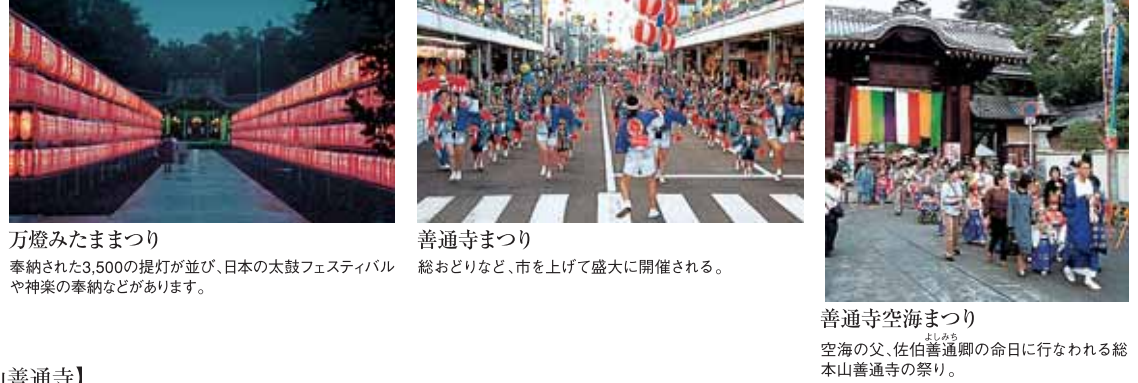 万燈みたままつり
奉納された3,500の提灯が並び、日本の太鼓フェスティバル
や神楽の奉納などがあります。
善通寺まつり
総おどりなど、市を上げて盛大に開催される。
善通寺空海まつり
よしみち
空海の父、佐伯善通卿の命日に行なわれる総
本山善通寺の祭り。
善通寺】